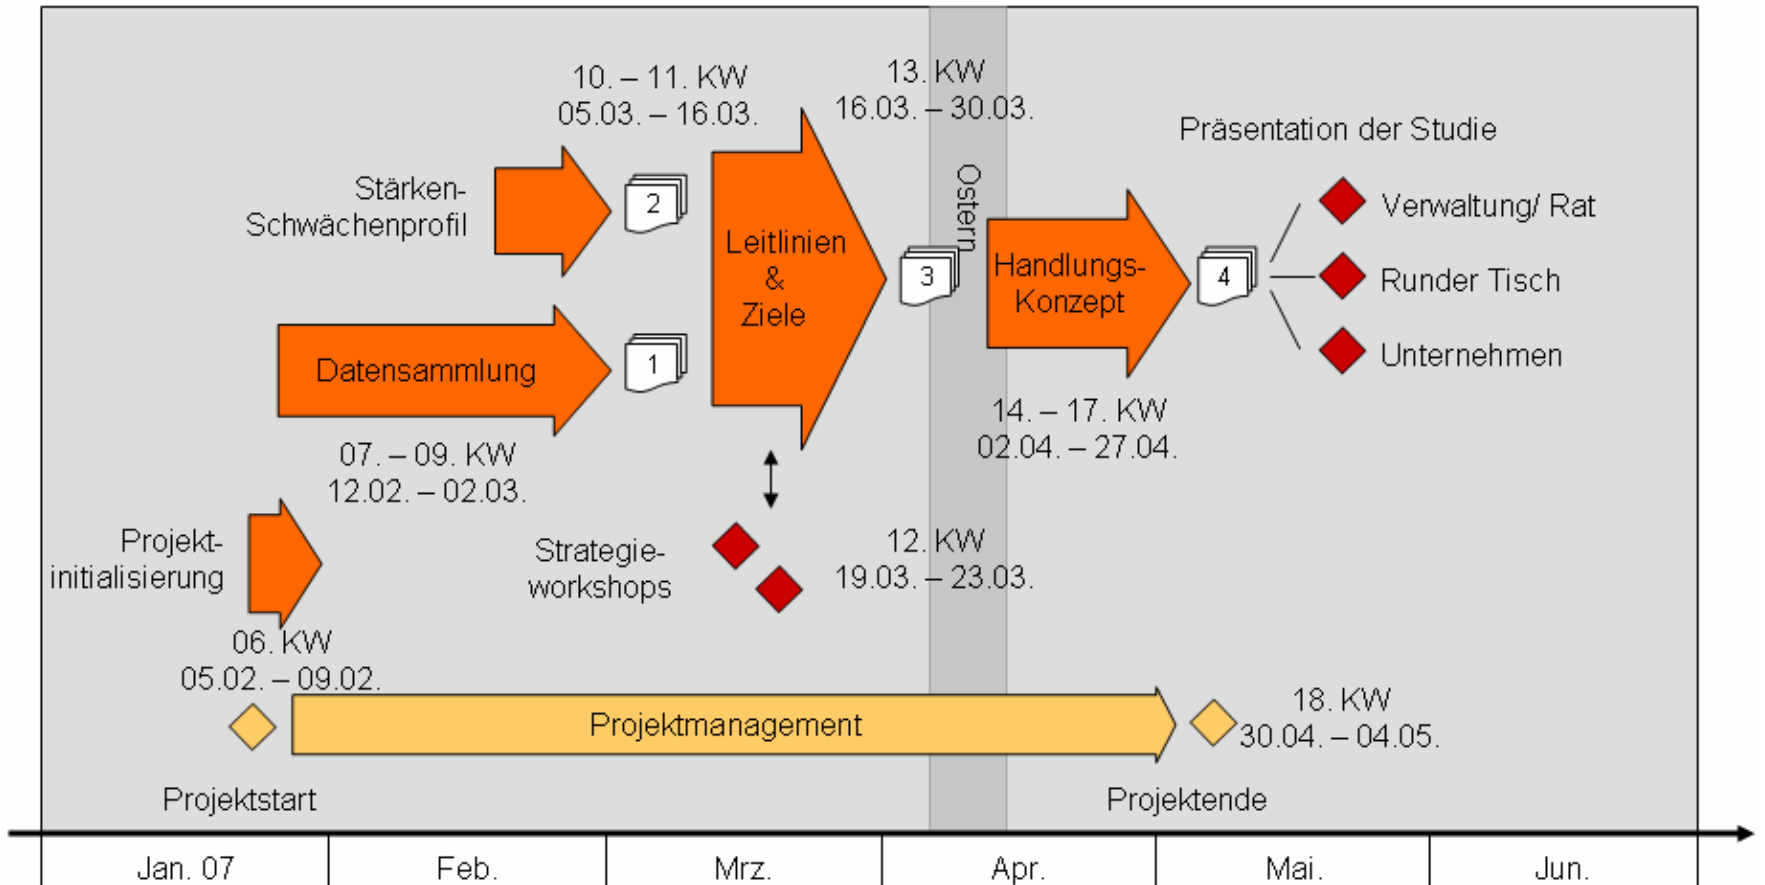 10. – 11. KW
05.03. – 16.03.
13. KW
16.03. – 30.03.
Präsentation der Studie
Stärken-
Schwächenprofil
2
Leitlinien
&
Ziele
Ostern
3
Handlungs-
Konzept
4
Verwaltung/ Rat
Runder Tisch
Unternehmen
Datensammlung
1
07. – 09. KW
12.02. – 02.03.
14. – 17. KW
02.04. – 27.04.
Projekt-
initialisierung
Strategie-
workshops
12. KW
19.03. – 23.03.
06. KW
05.02. – 09.02.
Projektmanagement
18. KW
30.04. – 04.05.
Projektstart
Projektende
Jan. 07
Feb.
Mrz.
Apr.
Mai.
Jun.